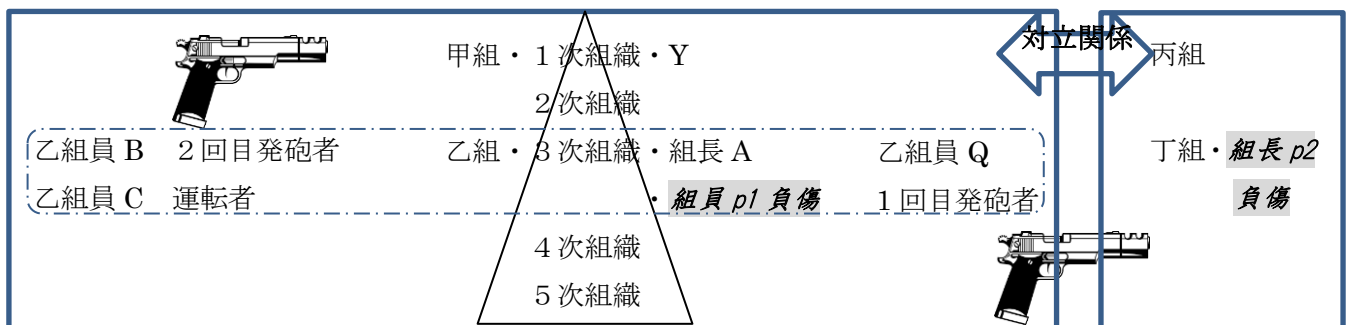 対立関係
甲組・１次組織・Y
丙組
２次組織
乙組員 B　２回目発砲者
乙組・３次組織・組長 A
乙組員 Q
丁組・組長 p2
乙組員 C　運転者
・組員 p1 負傷
１回目発砲者
負傷
４次組織
５次組織